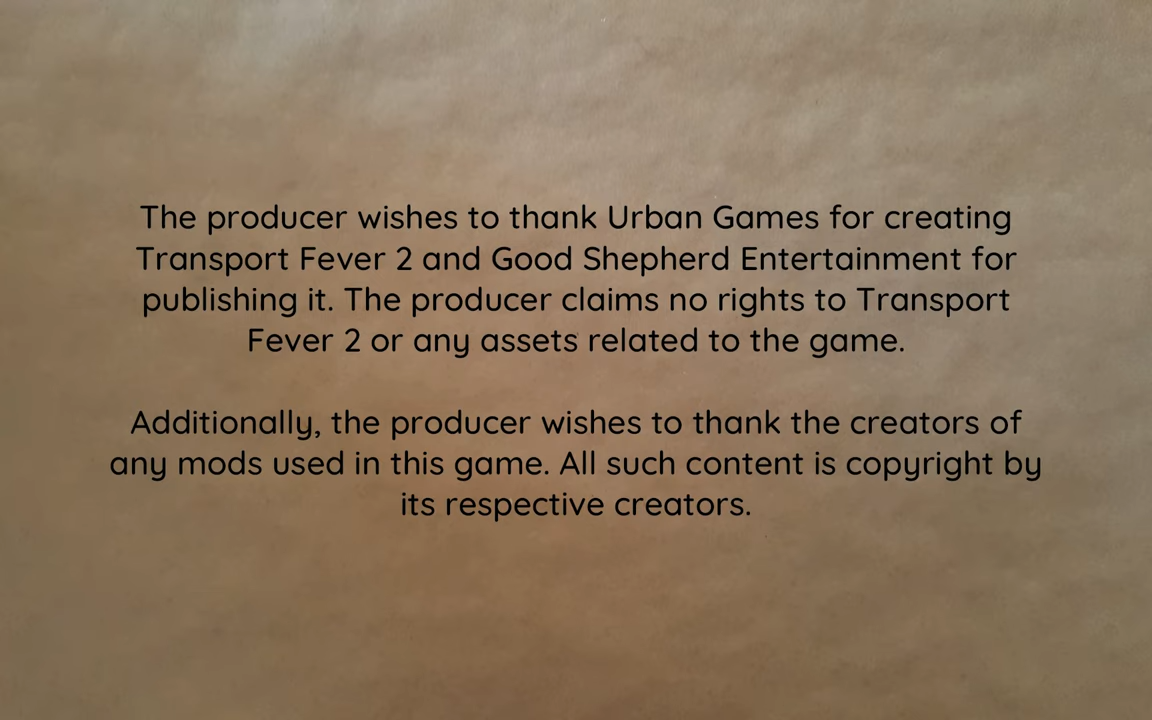 The producer wishes to thank Urban Games for creating
Transport Fever 2 and Good Shepherd Entertainment for
publishing it. The producer claims no rights to Transport
Fever 2 or any assets related to the game.
Additionally, the producer wishes to thank the creators of
any mods used in this game. All such content is copyright by
its respective creators.